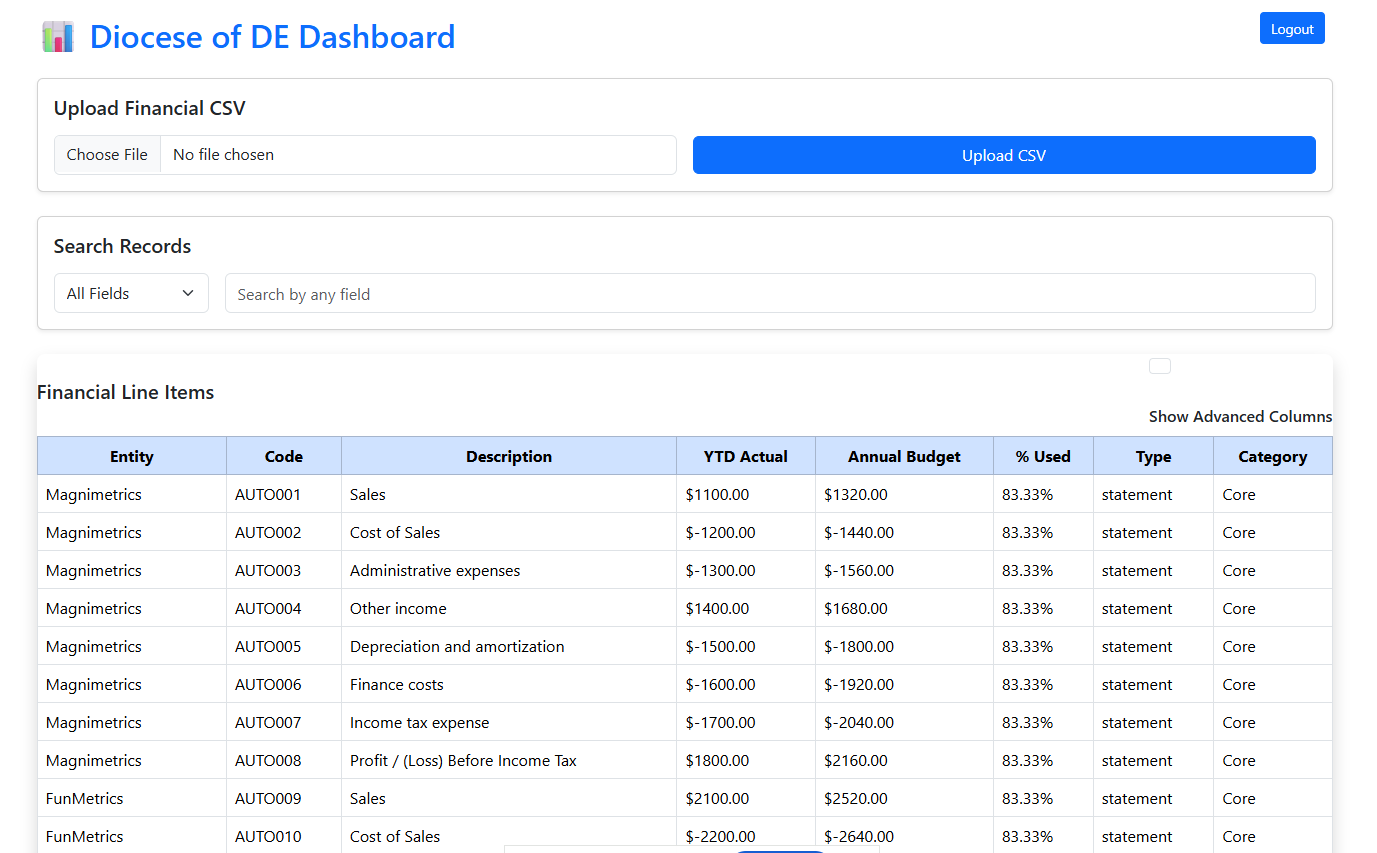 Diocese of DE Dashboard
Logout
Upload Financial CSV
Choose File No file chosen
Upload CSV
Search Records
All Fields
Search by any field
Financial Line Items
Show Advanced Columns
Entity Code Description YTD Actual Annual Budget % Used Type Category
Magnimetrics AUTO001 Sales $1100.00 $1320.00 83.33% statement Core
Magnimetrics AUTO002 Cost of Sales $-1200.00 $-1440.00 83.33% statement Core
Magnimetrics AUTO003 Administrative expenses $-1300.00 $-1560.00 83.33% statement Core
Magnimetrics AUTO004 Other income $1400.00 $1680.00 83.33% statement Core
Magnimetrics AUTO005 Depreciation and amortization $-1500.00 $-1800.00 83.33% statement Core
Magnimetrics AUTO006 Finance costs $-1600.00 $-1920.00 83.33% statement Core
Magnimetrics AUTO007 Income tax expense $-1700.00 $-2040.00 83.33% statement Core
Magnimetrics AUTO008 Profit / (Loss) Before Income Tax $1800.00 $2160.00 83.33% statement Core
FunMetrics AUTO009 Sales $2100.00 $2520.00 83.33% statement Core
FunMetrics AUTO010 Cost of Sales $-2200.00 $-2640.00 83.33% statement Core